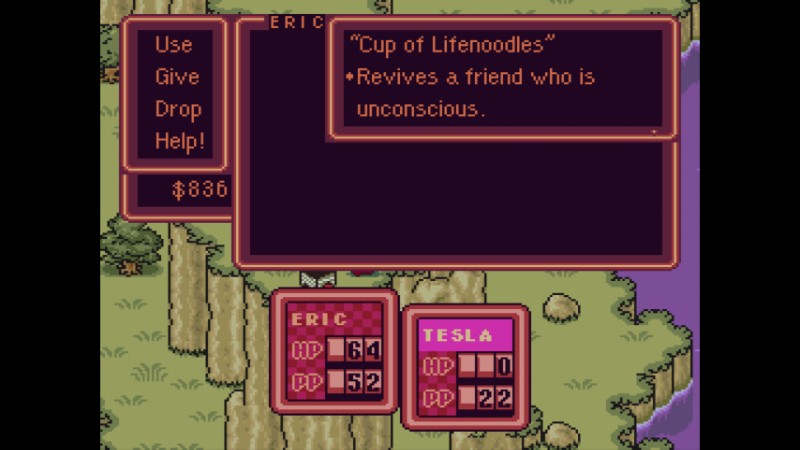 Use
Give
Drop
Help!
$836
ERIC
“Cup of Lifenoodles”
•Revives a friend who is
unconscious.
ERIC
HP 64
PP 52
TESLA
HP 0
PP 22